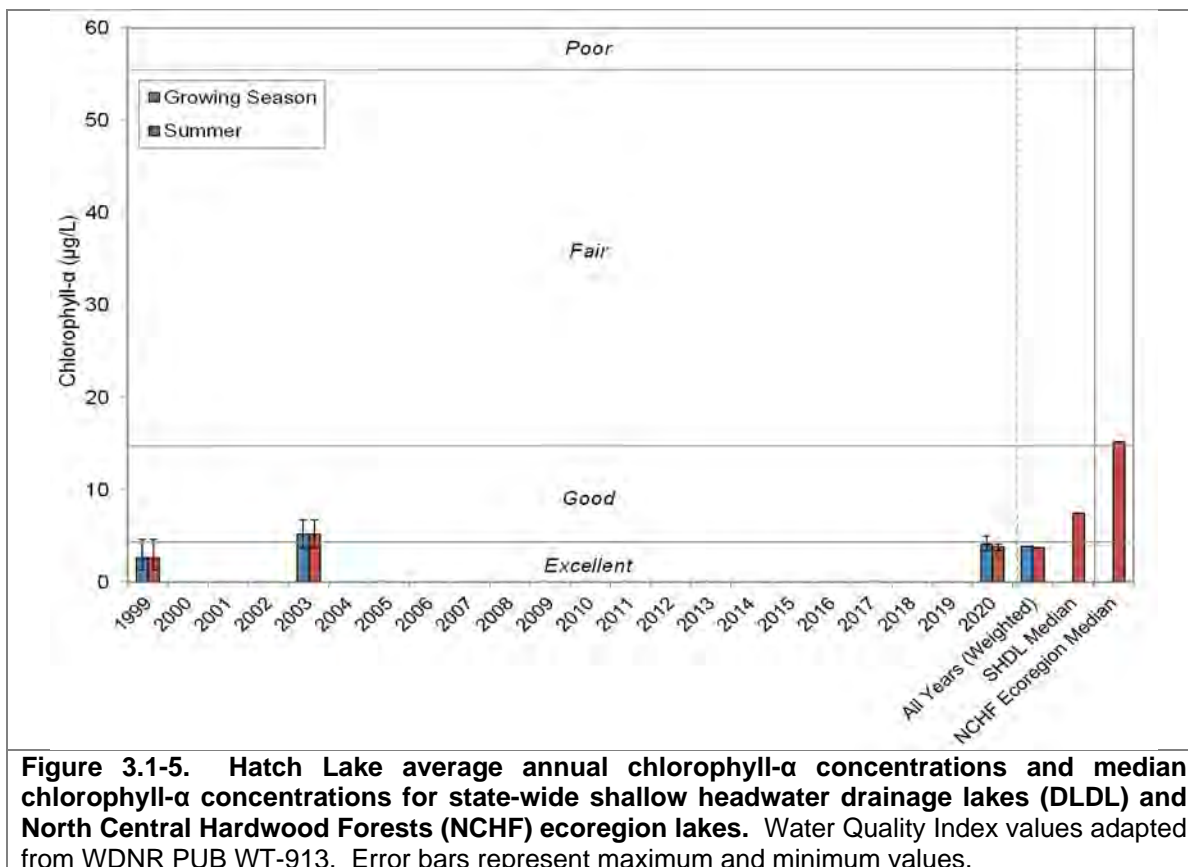 60
Poor
Growing Season
Summer
50
40
Fair
30
20
10
Good
Excellent
0
Chlorophyll-α (µg/L)
1999
2000
2001
2002
2003
2004
2005
2006
2007
2008
2009
2010
2011
2012
2013
2014
2015
2016
2017
2018
2019
2020
All Years (Weighted)
SHDL Median
NCHF Ecoregion Median
Figure 3.1-5. Hatch Lake average annual chlorophyll-α concentrations and median
chlorophyll-α concentrations for state-wide shallow headwater drainage lakes (DLDL) and
North Central Hardwood Forests (NCHF) ecoregion lakes. Water Quality Index values adapted
from WDNR PUB WT-913. Error bars represent maximum and minimum values.